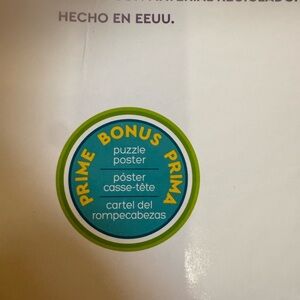 HECHO EN EEUU.
PRIME BONUS PRIMA
puzzle
poster
póster
casse-tête
cartel del
rompecabezas